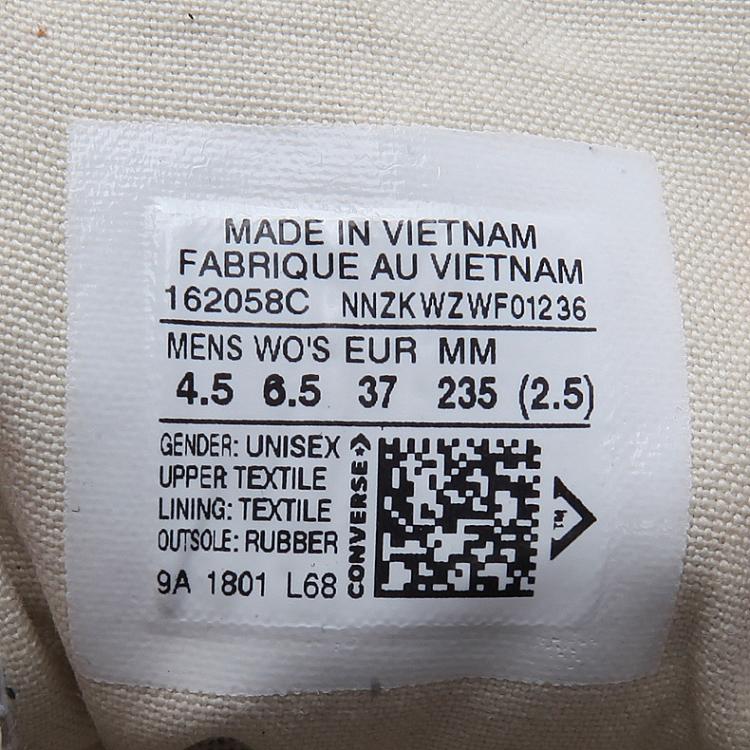 MADE IN VIETNAM
FABRIQUE AU VIETNAM
162058C NNZKWZWF01236
MENS WO'S EUR MM
4.5 6.5 37 235 (2.5)
GENDER: UNISEX
UPPER TEXTILE
LINING: TEXTILE
OUTSOLE: RUBBER
9A 1801 L68
CONVERSE